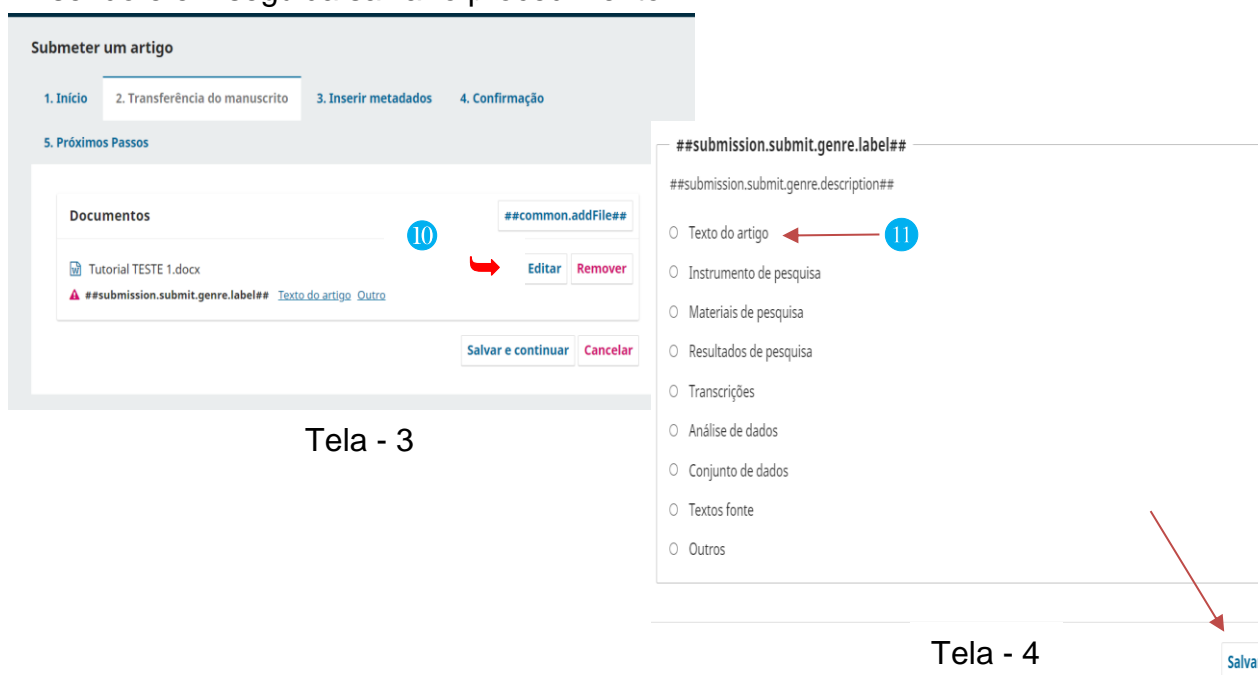 Submeter um artigo
1. Início 2. Transferência do manuscrito 3. Inserir metadados 4. Confirmação
5. Próximos Passos
Documentos ##common.addFile##
10
Tutorial TESTE 1.docx Editar Remover
##submission.submit.genre.label## Texto do artigo Outro
Salvar e continuar Cancelar
Tela - 3
##submission.submit.genre.label##
##submission.submit.genre.description##
Texto do artigo 11
Instrumento de pesquisa
Materiais de pesquisa
Resultados de pesquisa
Transcrições
Análise de dados
Conjunto de dados
Textos fonte
Outros
Tela - 4
Salva